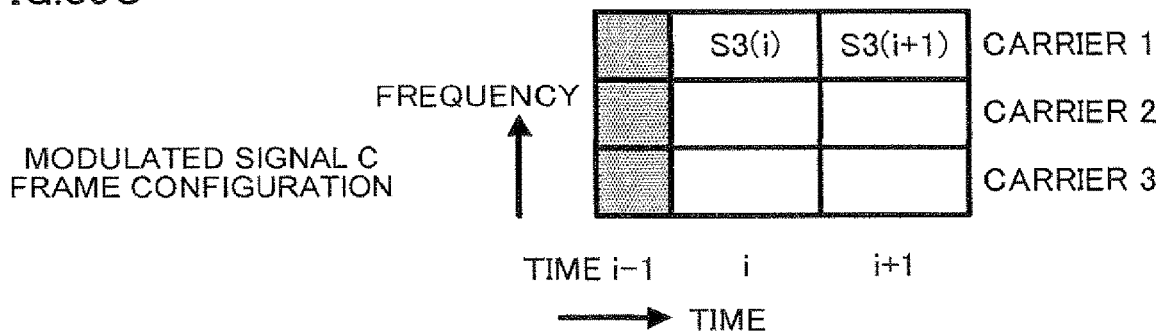 S3(i) S3(i+1) CARRIER 1
FREQUENCY
CARRIER 2
MODULATED SIGNAL C
FRAME CONFIGURATION
CARRIER 3
TIME i-1 i i+1
TIME